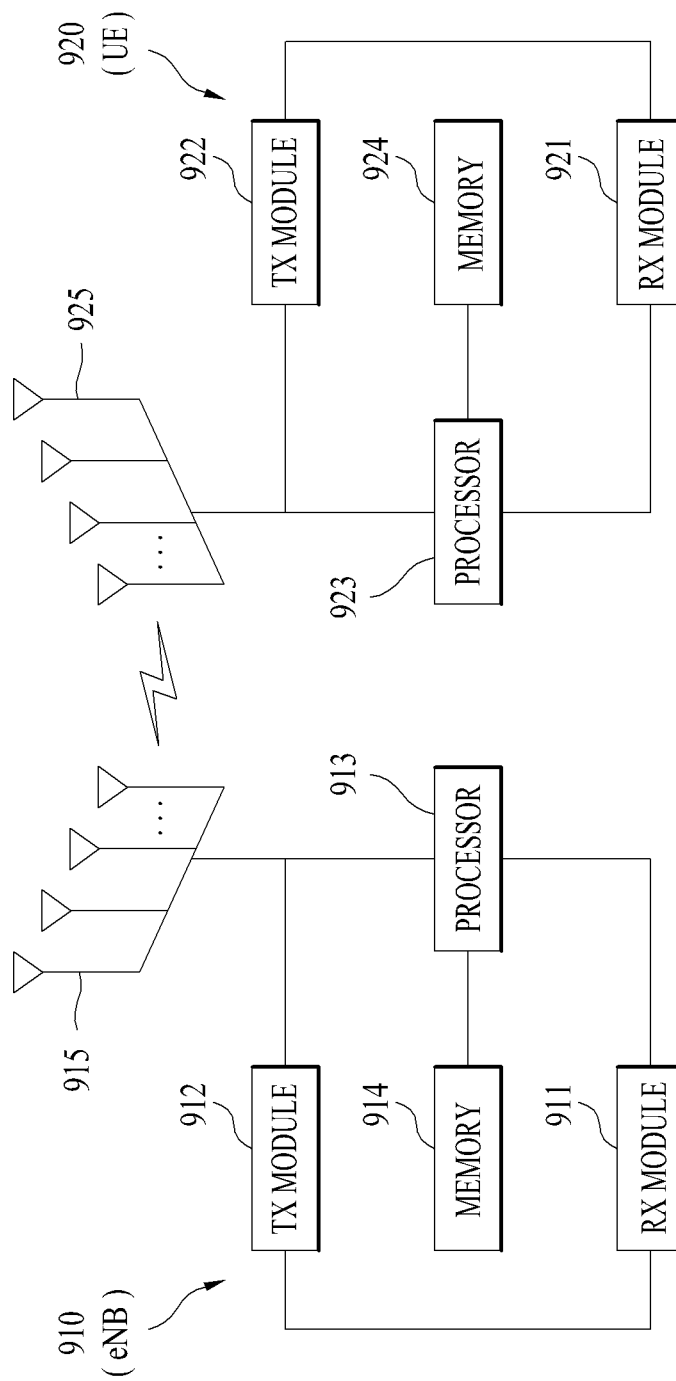 910
( eNB )
915
912
TX MODULE
914
MEMORY
911
RX MODULE
. . . .
913
PROCESSOR
920
( UE )
925
. . . .
923
PROCESSOR
922
TX MODULE
924
MEMORY
921
RX MODULE